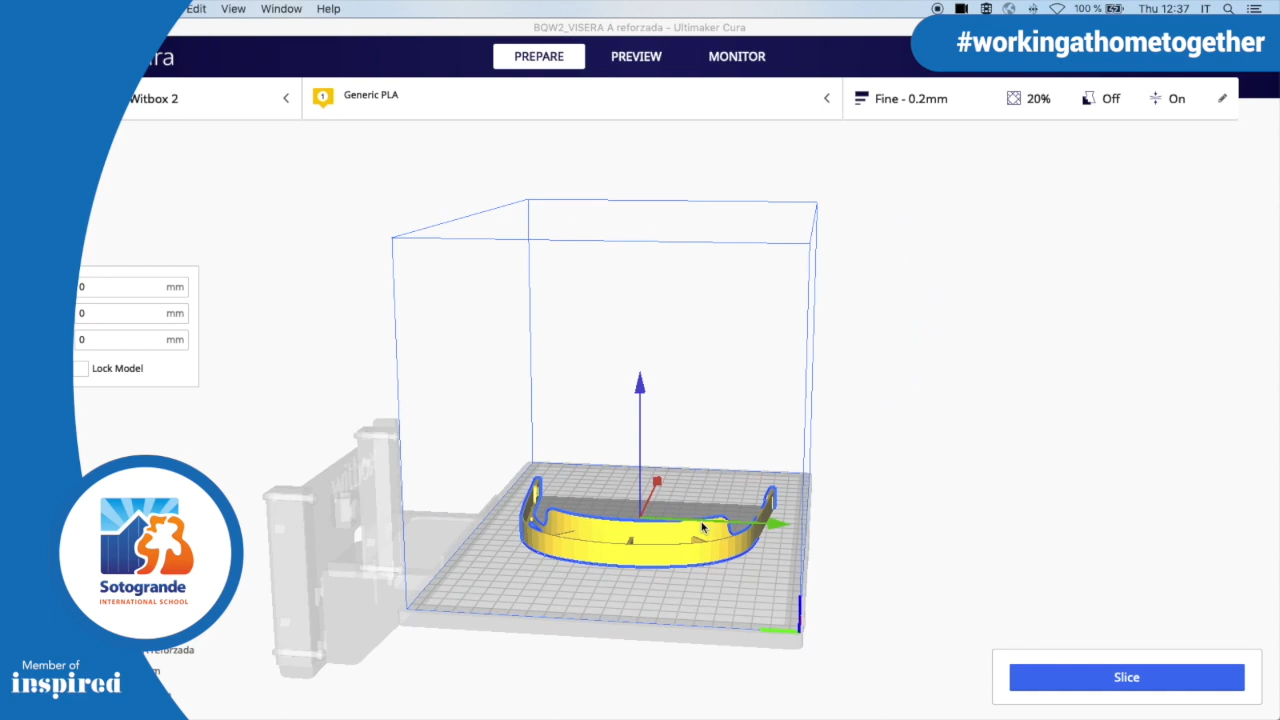 Edit View Window Help
100 % Thu 12:37 IT
BQW2_VISERA A reforzada – Ultimaker Cura
#workingathometogether
ra
PREPARE PREVIEW MONITOR
Witbox 2
1
Generic PLA
Fine - 0.2mm 20% Off On
0 mm
0 mm
0 mm
Lock Model
Sotogrande
INTERNATIONAL SCHOOL
reforzada
m
Member of
inspired
Slice